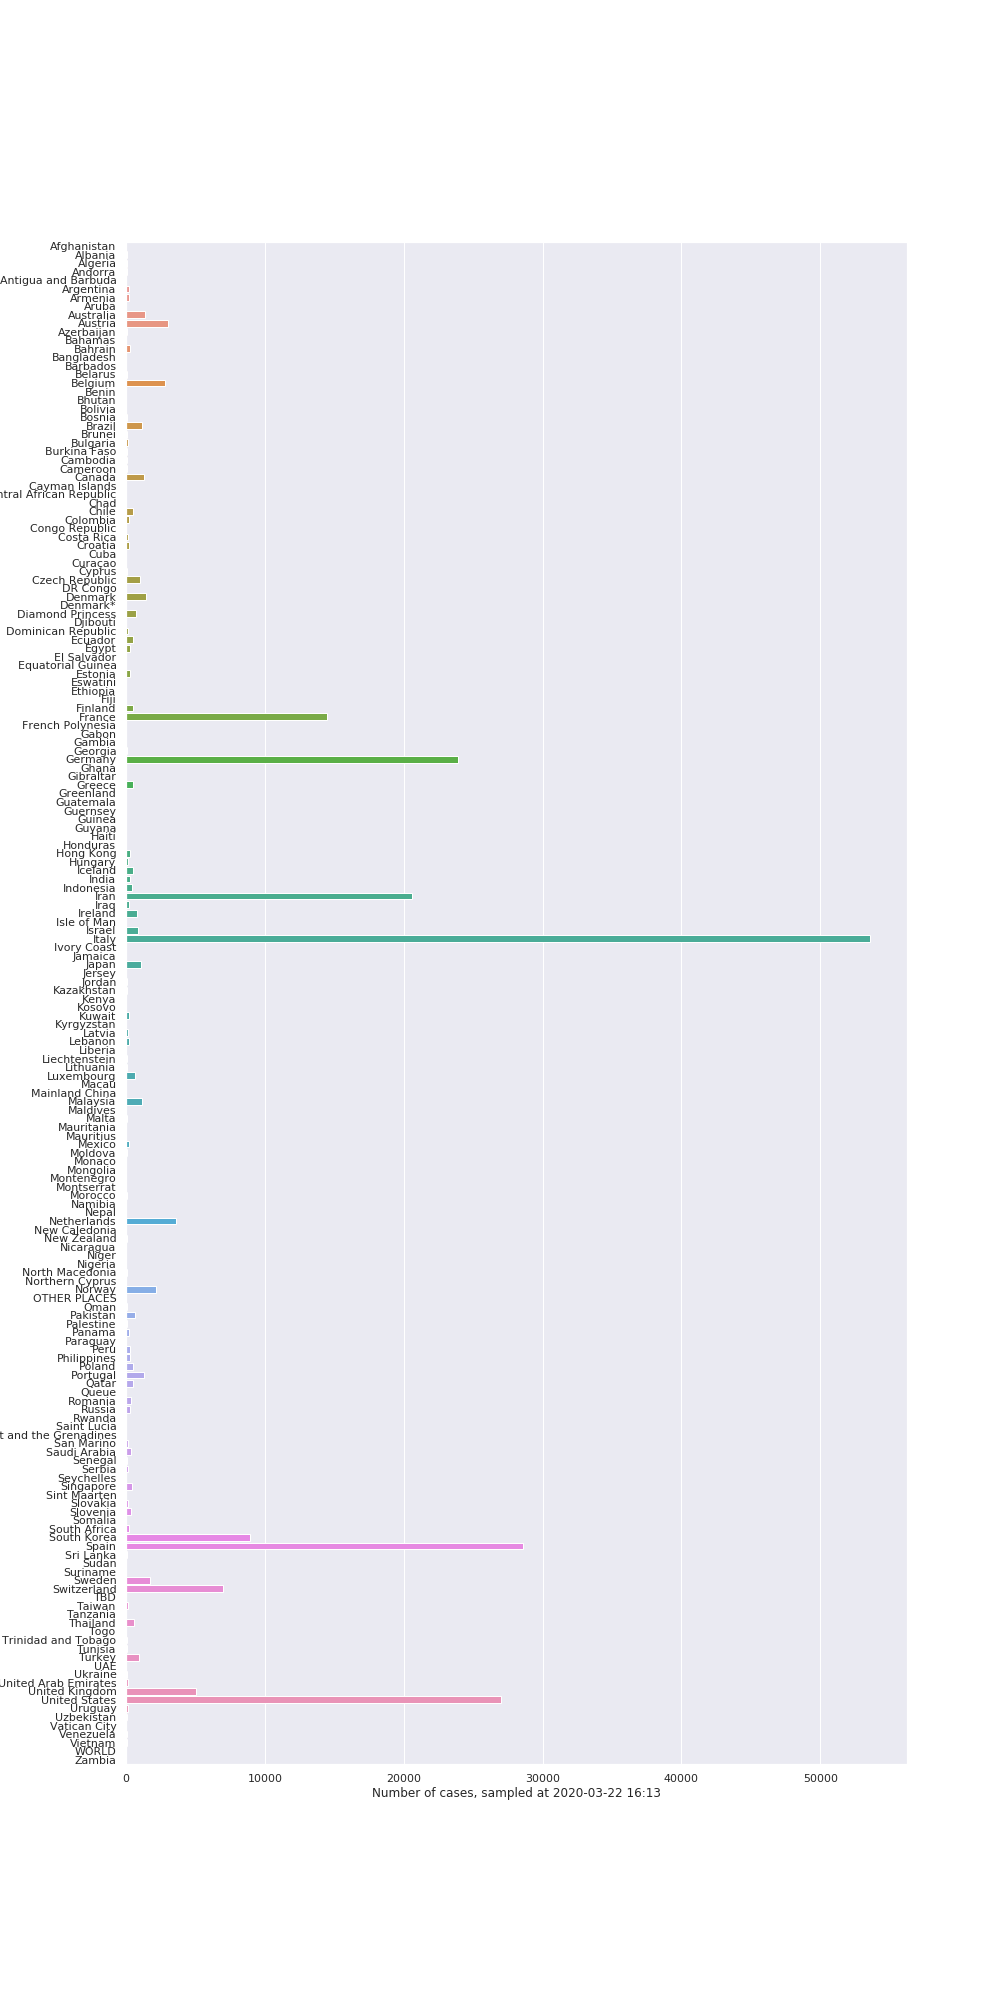 Afghanistan
Albania
Algeria
Andorra
Antigua and Barbuda
Argentina
Armenia
Aruba
Australia
Austria
Azerbaijan
Bahamas
Bahrain
Bangladesh
Barbados
Belarus
Belgium
Benin
Bhutan
Bolivia
Bosnia
Brazil
Brunei
Bulgaria
Burkina Faso
Cambodia
Cameroon
Canada
Cayman Islands
ntral African Republic
Chad
Chile
Colombia
Congo Republic
Costa Rica
Croatia
Cuba
Curaçao
Cyprus
Czech Republic
DR Congo
Denmark
Denmark*
Diamond Princess
Djibouti
Dominican Republic
Ecuador
Egypt
El Salvador
Equatorial Guinea
Estonia
Eswatini
Ethiopia
Fiji
Finland
France
French Polynesia
Gabon
Gambia
Georgia
Germany
Ghana
Gibraltar
Greece
Greenland
Guatemala
Guernsey
Guinea
Guyana
Haiti
Honduras
Hong Kong
Hungary
Iceland
India
Indonesia
Iran
Iraq
Ireland
Isle of Man
Israel
Italy
Ivory Coast
Jamaica
Japan
Jersey
Jordan
Kazakhstan
Kenya
Kosovo
Kuwait
Kyrgyzstan
Latvia
Lebanon
Liberia
Liechtenstein
Lithuania
Luxembourg
Macau
Mainland China
Malaysia
Maldives
Malta
Mauritania
Mauritius
Mexico
Moldova
Monaco
Mongolia
Montenegro
Montserrat
Morocco
Namibia
Nepal
Netherlands
New Caledonia
New Zealand
Nicaragua
Niger
Nigeria
North Macedonia
Northern Cyprus
Norway
OTHER PLACES
Oman
Pakistan
Palestine
Panama
Paraguay
Peru
Philippines
Poland
Portugal
Qatar
Queue
Romania
Russia
Rwanda
Saint Lucia
t and the Grenadines
San Marino
Saudi Arabia
Senegal
Serbia
Seychelles
Singapore
Sint Maarten
Slovakia
Slovenia
Somalia
South Africa
South Korea
Spain
Sri Lanka
Sudan
Suriname
Sweden
Switzerland
TBD
Taiwan
Tanzania
Thailand
Togo
Trinidad and Tobago
Tunisia
Turkey
UAE
Ukraine
United Arab Emirates
United Kingdom
United States
Uruguay
Uzbekistan
Vatican City
Venezuela
Vietnam
WORLD
Zambia
0 10000 20000 30000 40000 50000
Number of cases, sampled at 2020-03-22 16:13